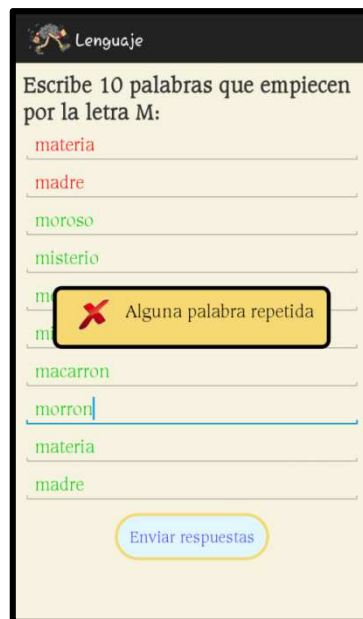 Lenguaje
Escribe 10 palabras que empiecen
por la letra M:
materia
madre
moroso
misterio
Alguna palabra repetida
macarron
morron
materia
madre
Enviar respuestas